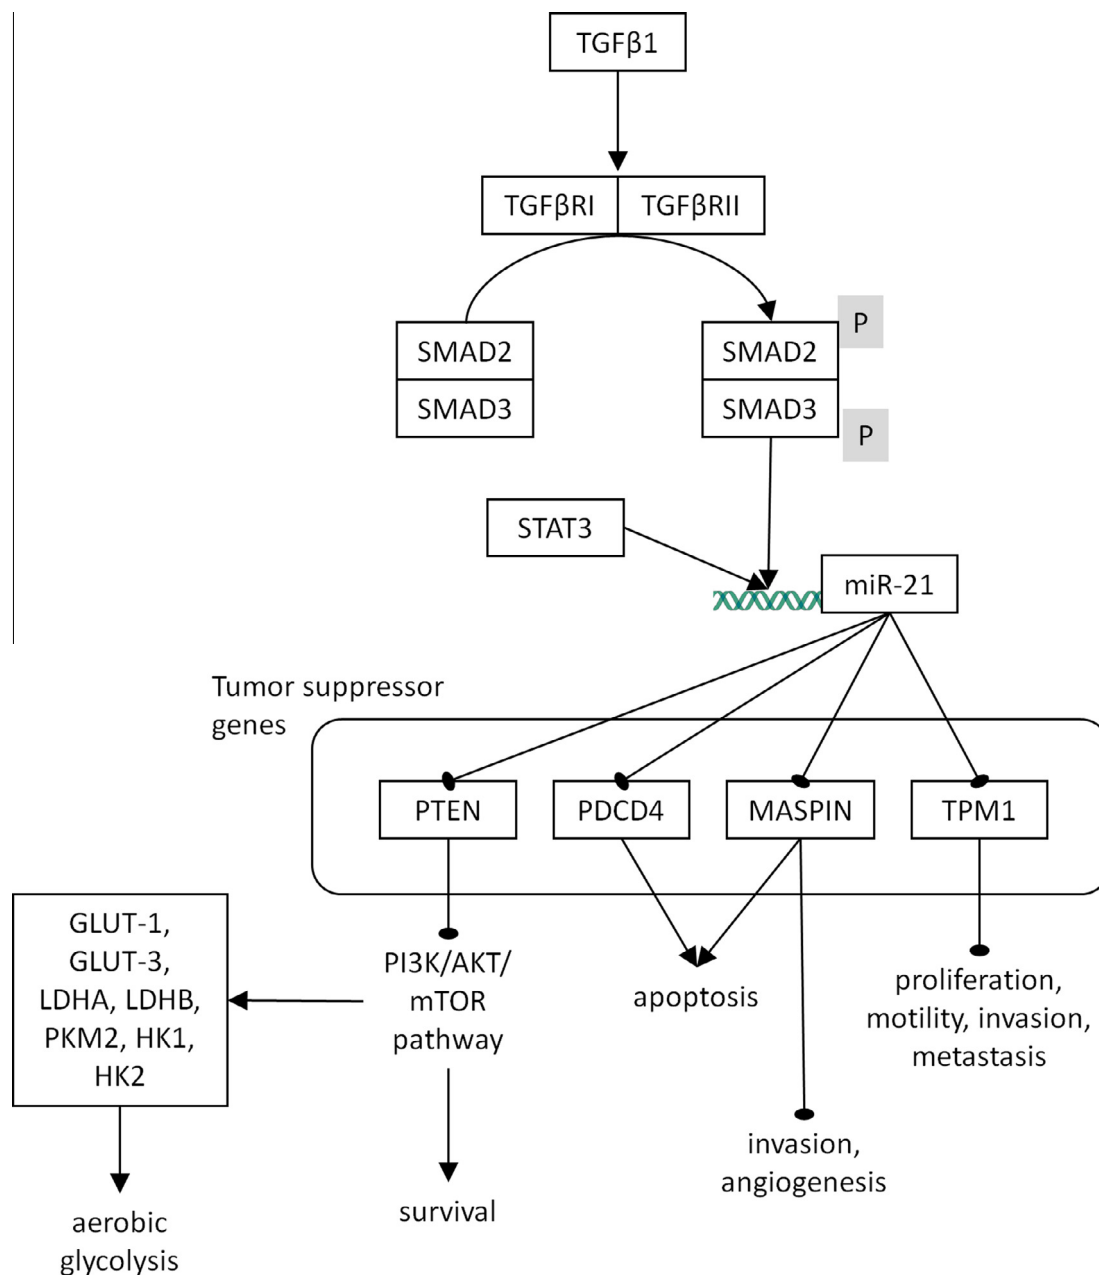 TGFβ1
TGFβRI
TGFβRII
SMAD2
SMAD3
SMAD2
P
SMAD3
P
STAT3
miR-21
Tumor suppressor
genes
PTEN
PDCD4
MASPIN
TPM1
GLUT-1,
GLUT-3,
LDHA, LDHB,
PKM2, HK1,
HK2
PI3K/AKT/
mTOR
pathway
apoptosis
proliferation,
motility, invasion,
metastasis
invasion,
angiogenesis
survival
aerobic
glycolysis